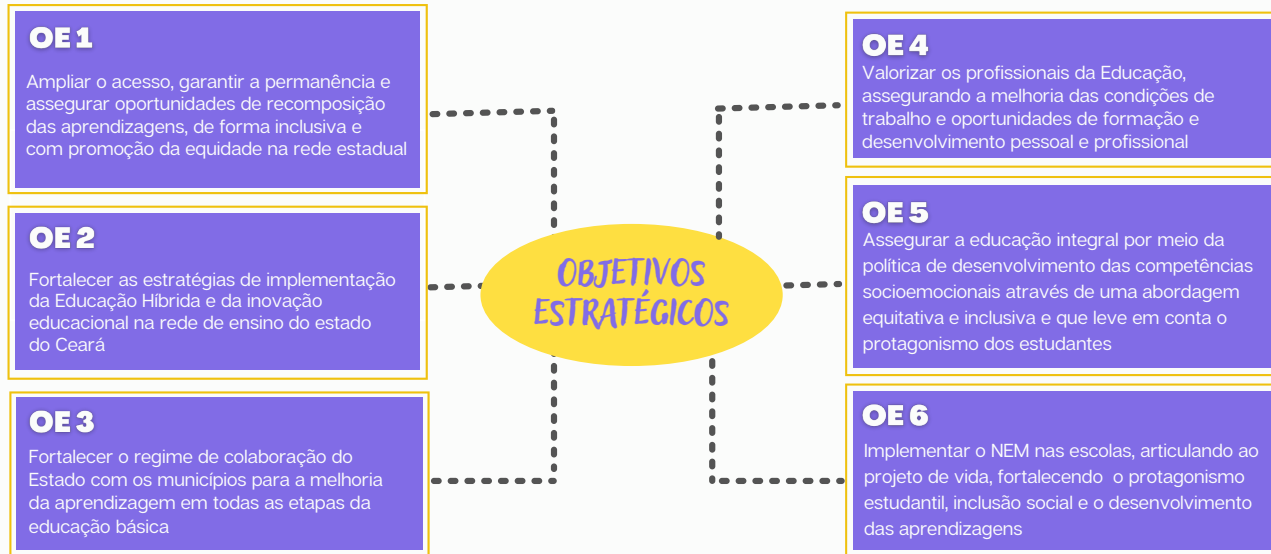 OE 1
Ampliar o acesso, garantir a permanência e
assegurar oportunidades de recomposição
das aprendizagens, de forma inclusiva e
com promoção da equidade na rede estadual
OE 2
Fortalecer as estratégias de implementação
da Educação Híbrida e da inovação
educacional na rede de ensino do estado
do Ceará
OE 3
Fortalecer o regime de colaboração do
Estado com os municípios para a melhoria
da aprendizagem em todas as etapas da
educação básica
OBJETIVOS
ESTRATÉGICOS
OE 4
Valorizar os profissionais da Educação,
assegurando a melhoria das condições de
trabalho e oportunidades de formação e
desenvolvimento pessoal e profissional
OE 5
Assegurar a educação integral por meio da
política de desenvolvimento das competências
socioemocionais através de uma abordagem
equitativa e inclusiva e que leve em conta o
protagonismo dos estudantes
OE 6
Implementar o NEM nas escolas, articulando ao
projeto de vida, fortalecendo o protagonismo
estudantil, inclusão social e o desenvolvimento
das aprendizagens